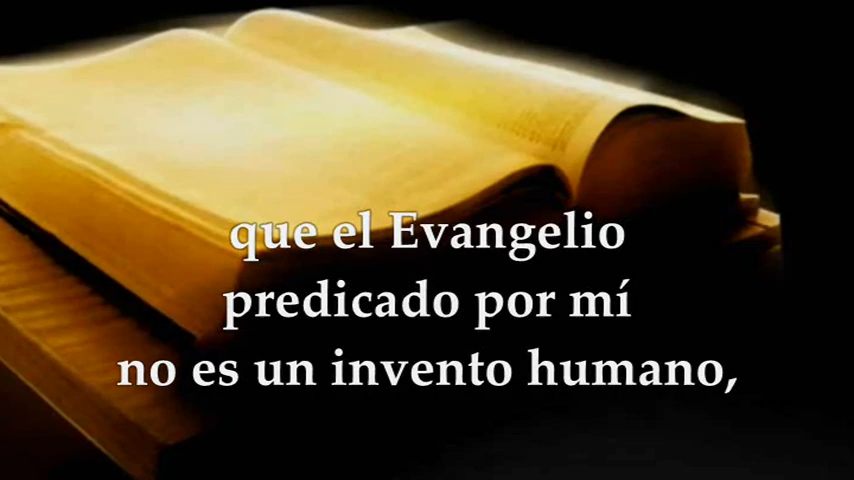 que el Evangelio
predicado por mí
no es un invento humano,